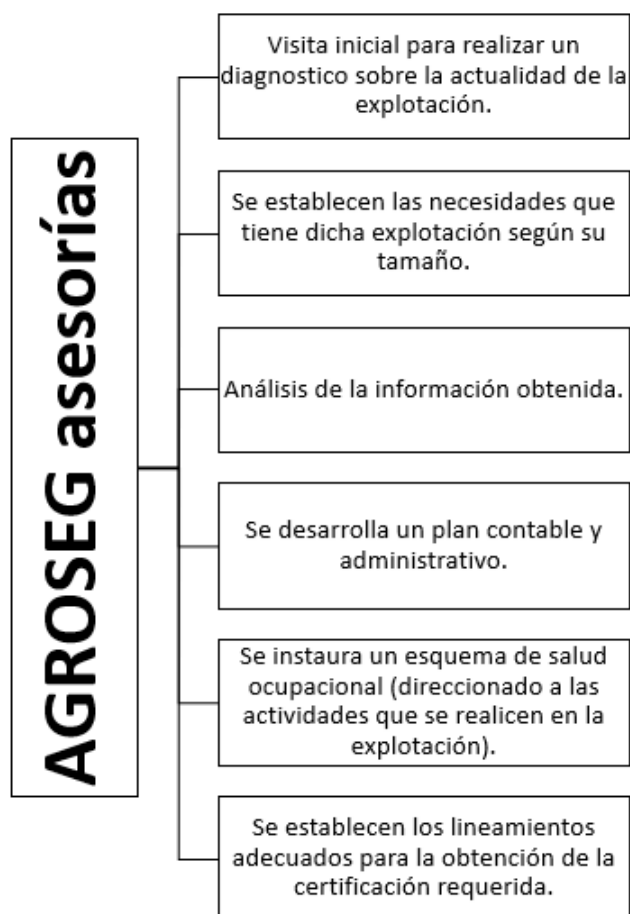 AGROSEG asesorías
Visita inicial para realizar un
diagnostico sobre la actualidad de la
explotación.
Se establecen las necesidades que
tiene dicha explotación según su
tamaño.
Análisis de la información obtenida.
Se desarrolla un plan contable y
administrativo.
Se instaura un esquema de salud
ocupacional (direccionado a las
actividades que se realicen en la
explotación).
Se establecen los lineamientos
adecuados para la obtención de la
certificación requerida.